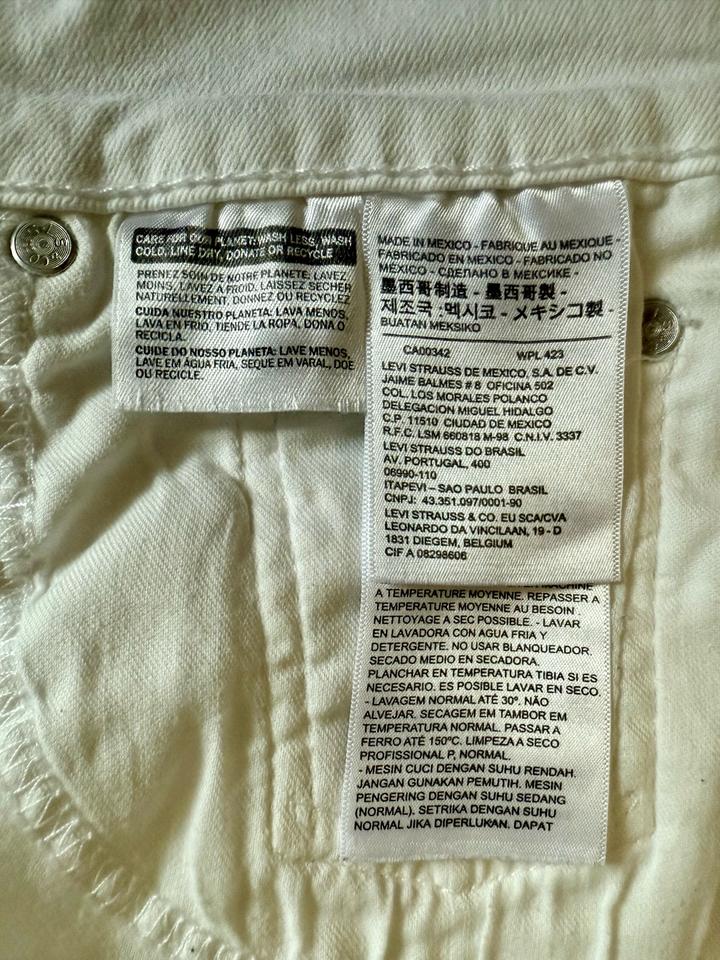 CARE FOR OUR PLANET: WASH LESS, WASH
COLD, LINE DRY, DONATE OR RECYCLE
PRENEZ SOIN DE NOTRE PLANETE: LAVEZ
MOINS, LAVEZ A FROID, LAISSEZ SECHER
NATURELLEMENT, DONNEZ OU RECYCLEZ
CUIDA NUESTRO PLANETA: LAVA MENOS,
LAVA EN FRIO, TIENDE LA ROPA, DONA O
RECICLA.
CUIDE DO NOSSO PLANETA: LAVE MENOS,
LAVE EM ÁGUA FRIA, SEQUE EM VARAL, DOE
OU RECICLE.
MADE IN MEXICO - FABRIQUE AU MEXIQUE -
FABRICADO EN MEXICO - FABRICADO NO
MEXICO - СДЕЛАНО В МЕКСИКЕ -
墨西哥制造 - 墨西哥製 -
제조국 :멕시코 - メキシコ製 -
BUATAN MEKSIKO
CA00342 WPL 423
LEVI STRAUSS DE MEXICO, S.A. DE C.V.
JAIME BALMES # 8 OFICINA 502
COL. LOS MORALES POLANCO
DELEGACION MIGUEL HIDALGO
C.P. 11510 CIUDAD DE MEXICO
R.F.C. LSM 660818 M-98 C.N.I.V. 3337
LEVI STRAUSS DO BRASIL
AV. PORTUGAL, 400
06990-110
ITAPEVI – SAO PAULO BRASIL
CNPJ: 43.351.097/0001-90
LEVI STRAUSS & CO. EU SCA/CVA
LEONARDO DA VINCILAAN, 19 - D
1831 DIEGEM, BELGIUM
CIF A 08298606
MACHINE
A TEMPERATURE MOYENNE. REPASSER A
TEMPERATURE MOYENNE AU BESOIN .
NETTOYAGE A SEC POSSIBLE. - LAVAR
EN LAVADORA CON AGUA FRIA Y
DETERGENTE. NO USAR BLANQUEADOR.
SECADO MEDIO EN SECADORA.
PLANCHAR EN TEMPERATURA TIBIA SI ES
NECESARIO. ES POSIBLE LAVAR EN SECO.
- LAVAGEM NORMAL ATÉ 30º. NÃO
ALVEJAR. SECAGEM EM TAMBOR EM
TEMPERATURA NORMAL. PASSAR A
FERRO ATÉ 150ºC. LIMPEZA A SECO
PROFISSIONAL P, NORMAL.
- MESIN CUCI DENGAN SUHU RENDAH.
JANGAN GUNAKAN PEMUTIH. MESIN
PENGERING DENGAN SUHU SEDANG
(NORMAL). SETRIKA DENGAN SUHU
NORMAL JIKA DIPERLUKAN. DAPAT